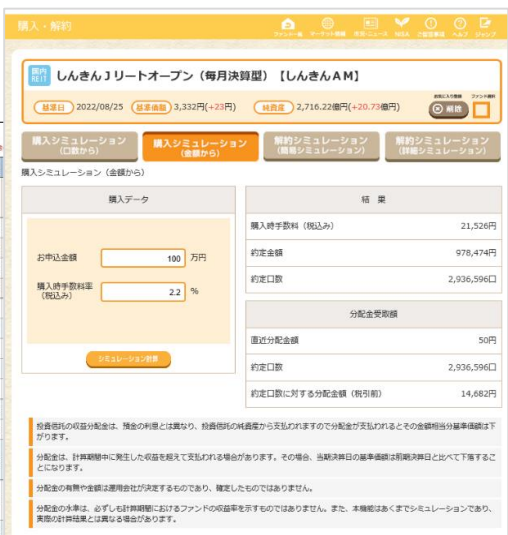 購入・解約
ファンド一覧 マーケット情報 NISA ご留意事項 ヘルプ ジャンプ
国内
REIT
しんきんJリートオープン（毎月決算型）【しんきんAM】
基準日 2022/08/25 基準価額 3,332円(+23円) 純資産 2,716.22億円(+20.73億円)
お気に入り登録 ファンド選択
解除
購入シミュレーション
（口数から）
購入シミュレーション
（金額から）
解約シミュレーション
（簡易シミュレーション）
解約シミュレーション
（詳細シミュレーション）
購入シミュレーション（金額から）
購入データ
お申込金額 100 万円
購入時手数料率
（税込み） 2.2 %
シミュレーション計算
結 果
購入時手数料（税込み） 21,526円
約定金額 978,474円
約定口数 2,936,596口
分配金受取額
直近分配金額 50円
約定口数 2,936,596口
約定口数に対する分配金額（税引前） 14,682円
投資信託の収益分配金は、預金の利息とは異なり、投資信託の純資産から支払われますので分配金が支払われるとその金額相当分基準価額は下
がります。
分配金は、計算期間中に発生した収益を超えて支払われる場合があります。その場合、当期決算日の基準価額は前期決算日と比べて下落するこ
とになります。
分配金の有無や金額は運用会社が決定するものであり、確定したものではありません。
分配金の水準は、必ずしも計算期間におけるファンドの収益率を示すものではありません。また、本機能はあくまでシミュレーションであり、
実際の計算結果とは異なる場合があります。